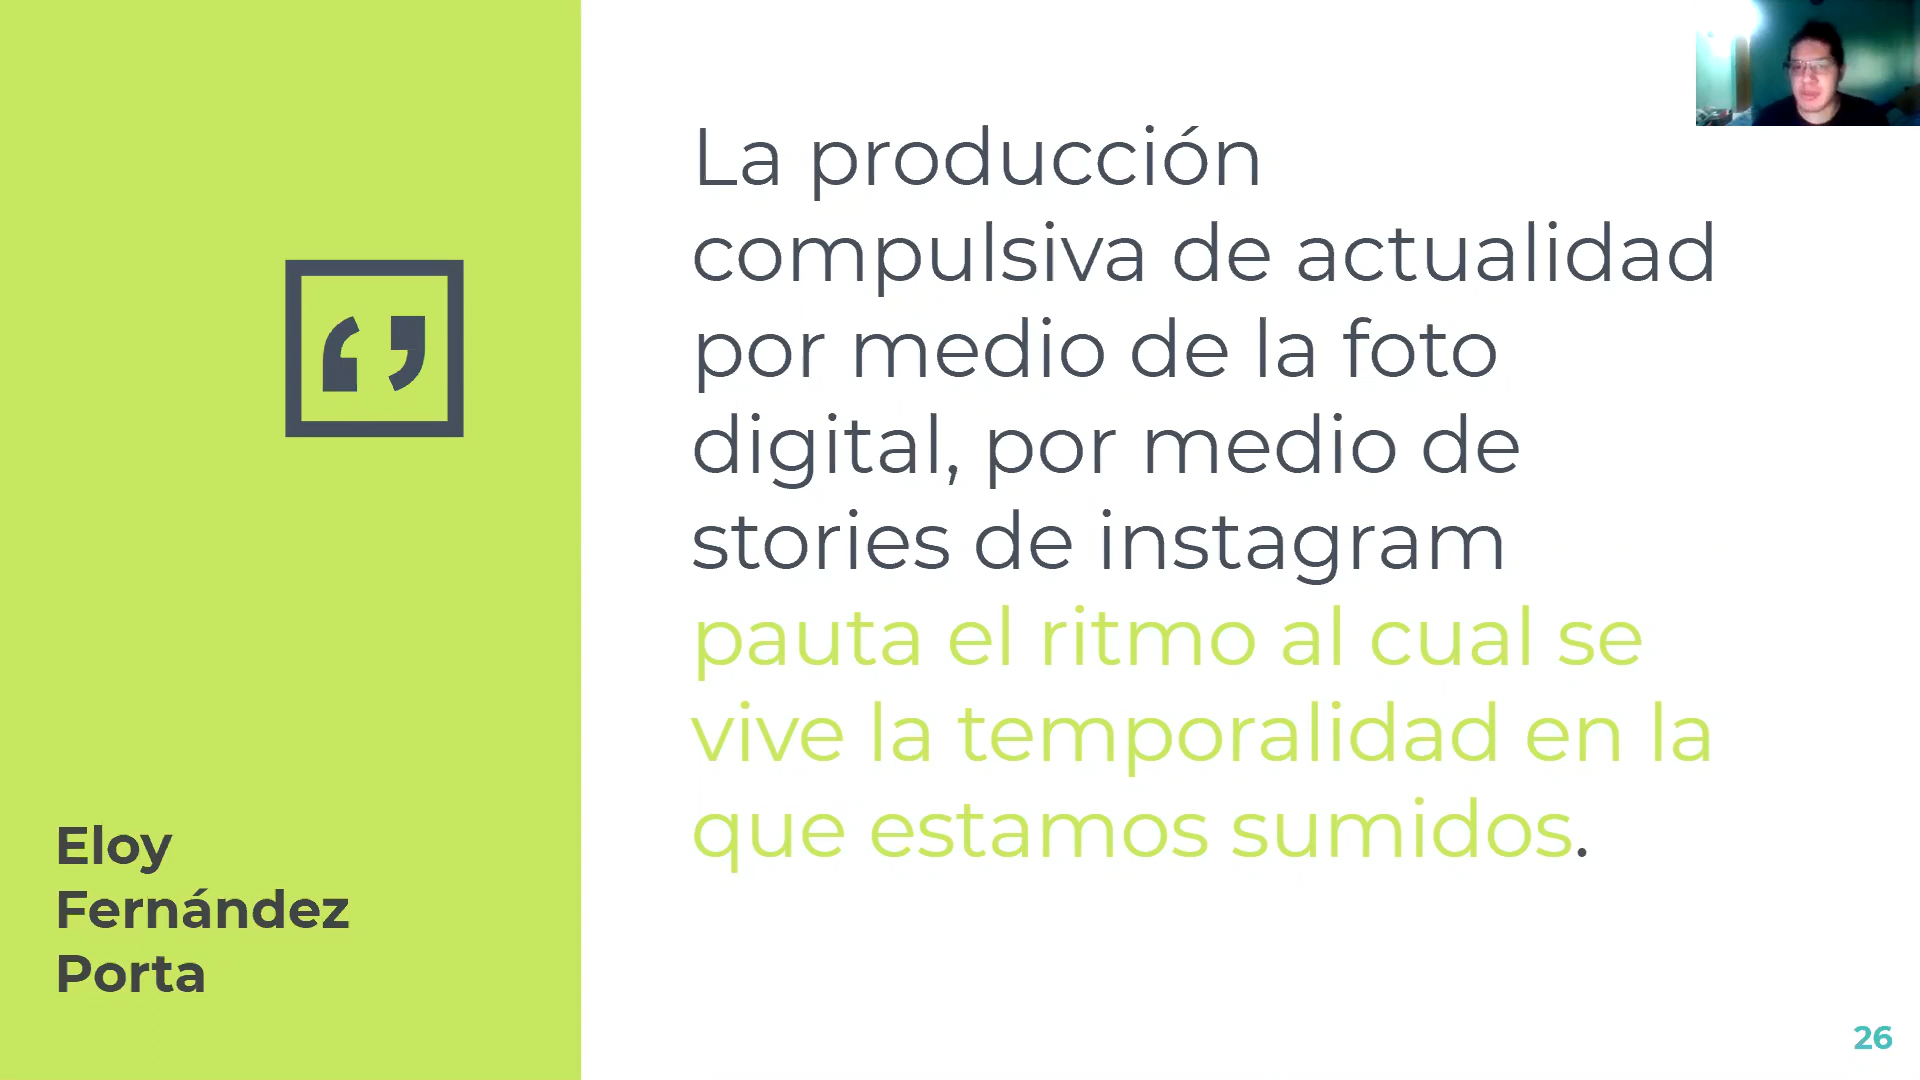 La producción
compulsiva de actualidad
por medio de la foto
digital, por medio de
stories de instagram
pauta el ritmo al cual se
vive la temporalidad en la
que estamos sumidos.
Eloy
Fernández
Porta
26